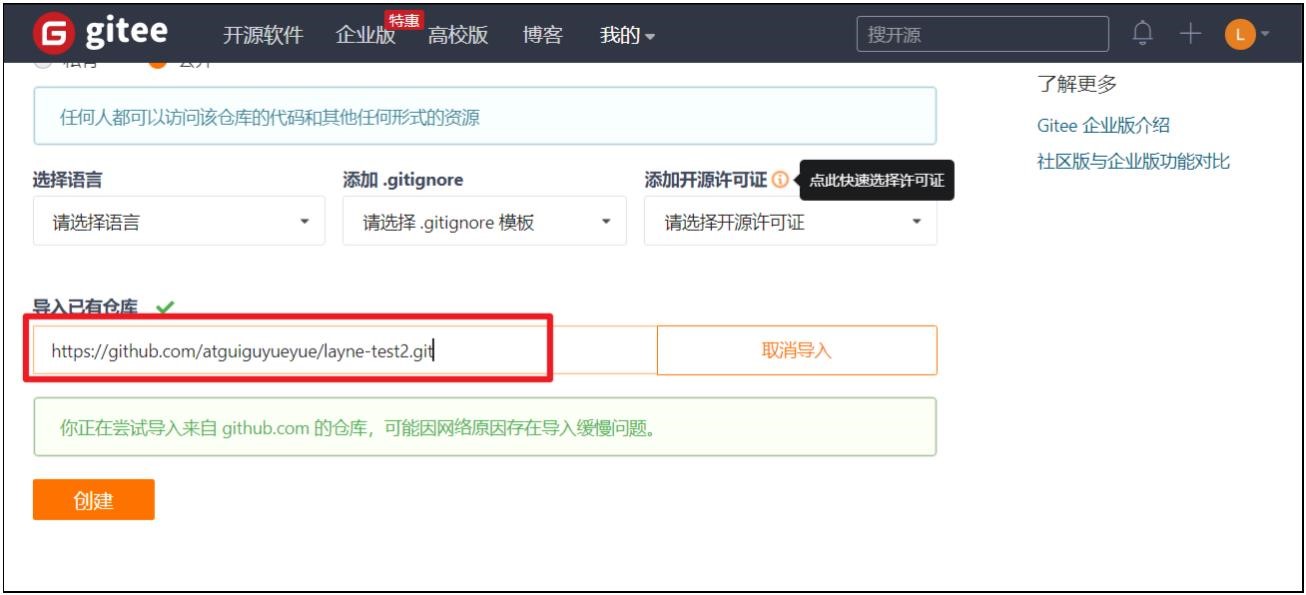 gitee
开源软件 企业版 特惠 高校版 博客 我的 搜开源 L
私有 公开
了解更多
任何人都可以访问该仓库的代码和其他任何形式的资源
Gitee 企业版介绍
社区版与企业版功能对比
选择语言 添加 .gitignore 添加开源许可证 点此快速选择许可证
请选择语言 请选择 .gitignore 模板 请选择开源许可证
导入已有仓库
https://github.com/atguiguyueyue/layne-test2.git 取消导入
你正在尝试导入来自 github.com 的仓库，可能因网络原因存在导入缓慢问题。
创建